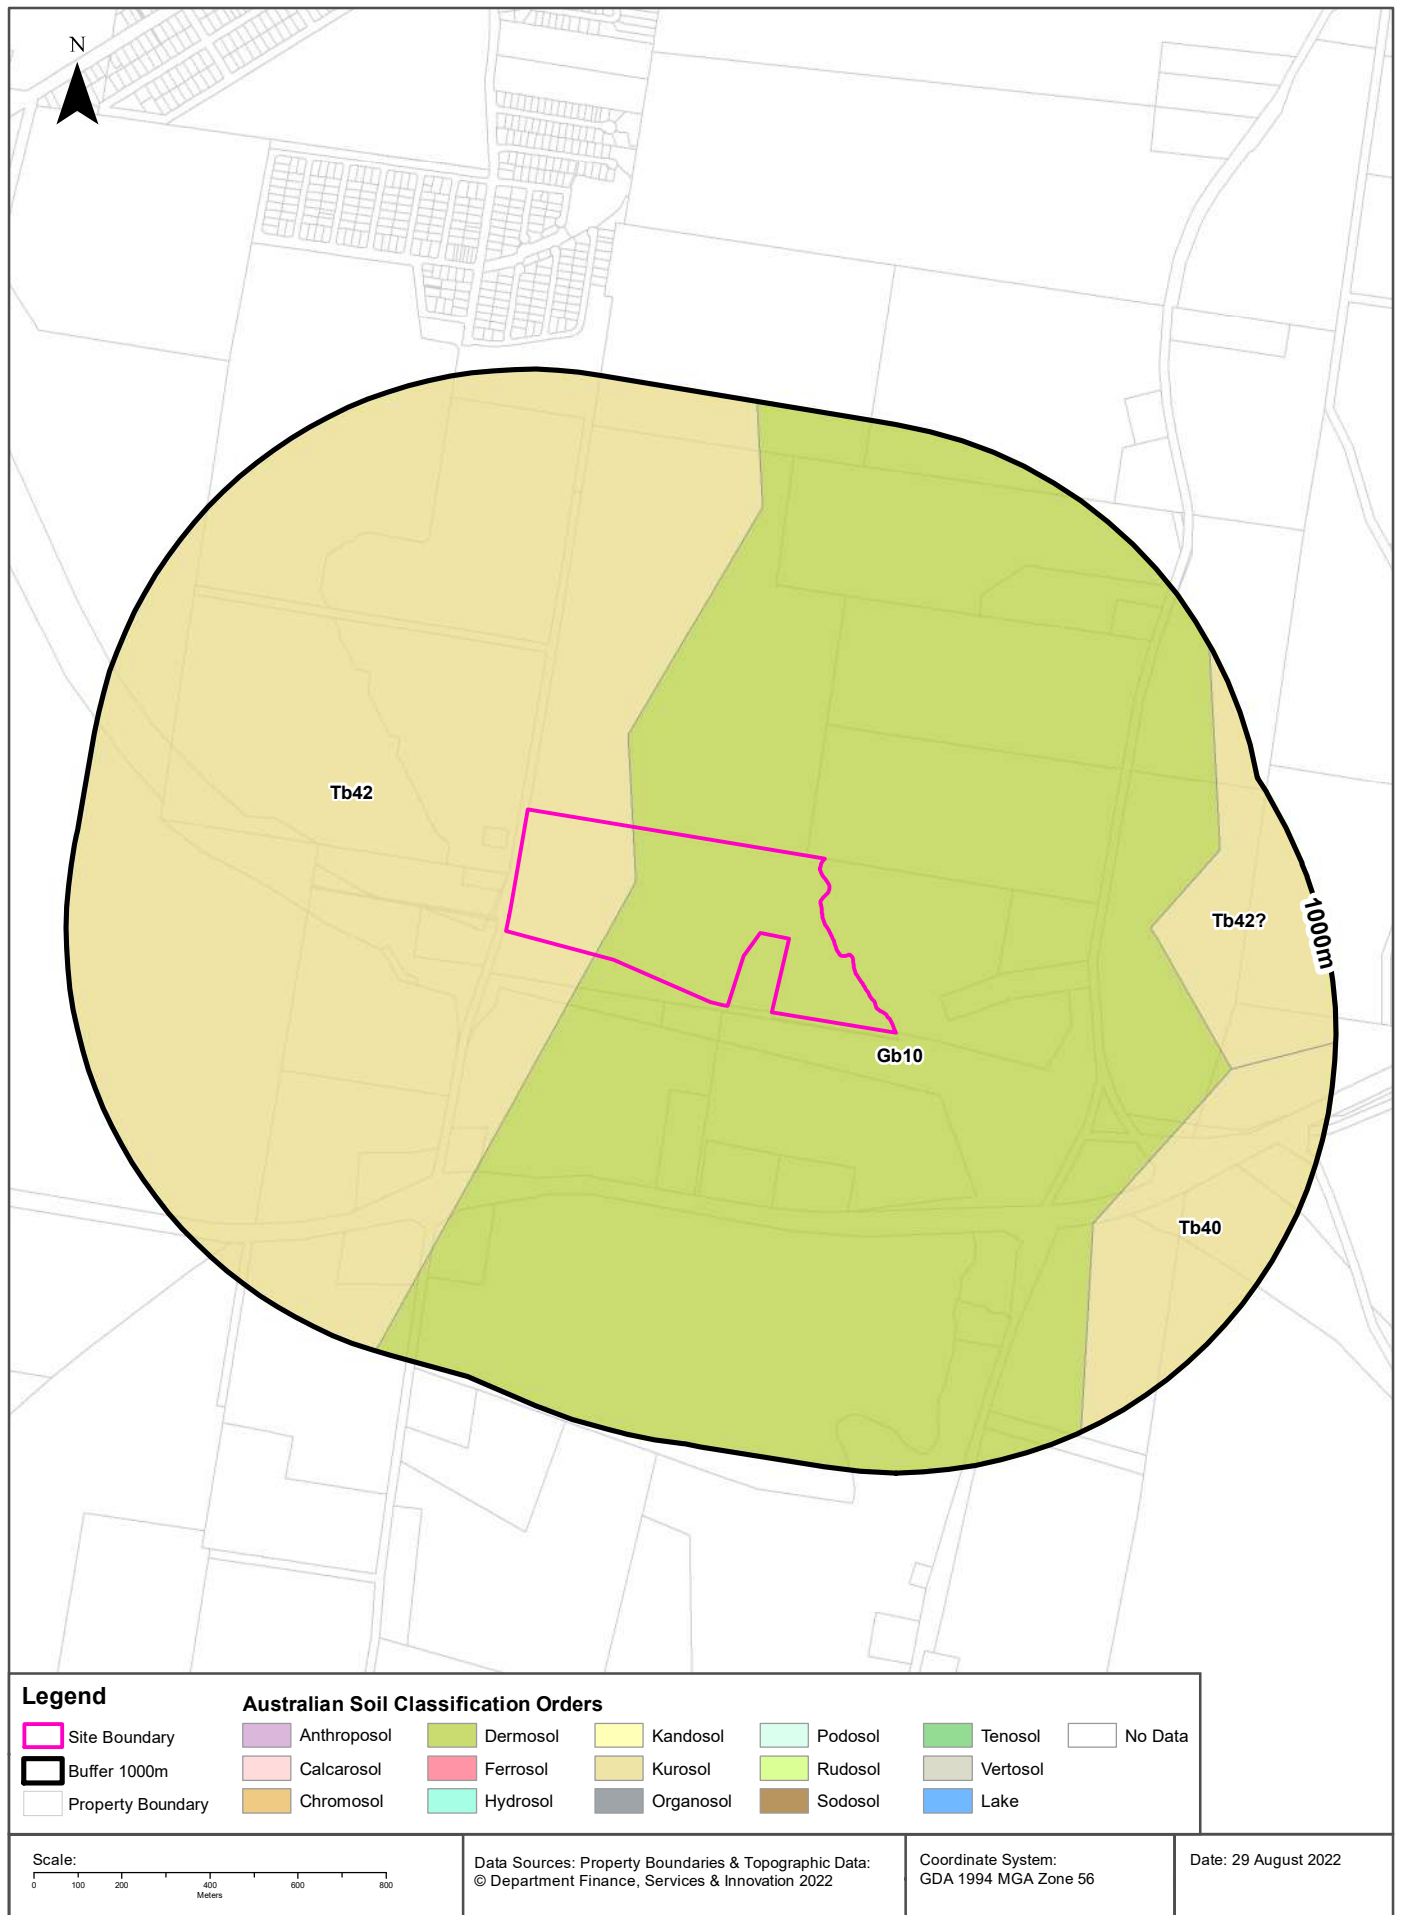 N
Tb42
Tb42?
1000m
Gb10
Tb40
Legend
Site Boundary
Buffer 1000m
Property Boundary
Australian Soil Classification Orders
Anthroposol
Calcarosol
Chromosol
Dermosol
Ferrosol
Hydrosol
Kandosol
Kurosol
Organosol
Podosol
Rudosol
Sodosol
Tenosol
Vertosol
Lake
No Data
Scale:
0 100 200 400 600 800
Meters
Data Sources: Property Boundaries & Topographic Data:
© Department Finance, Services & Innovation 2022
Coordinate System:
GDA 1994 MGA Zone 56
Date: 29 August 2022